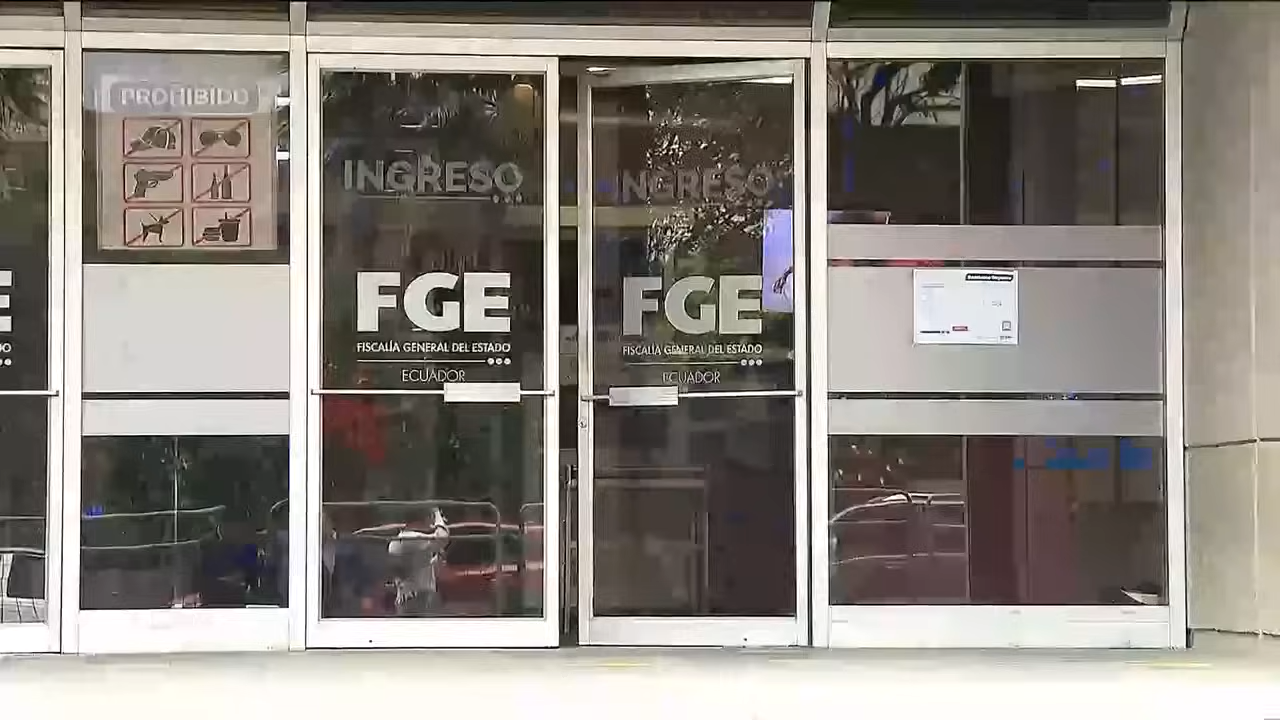 PROHIBIDO
INGRESO
FGE
FISCALÍA GENERAL DEL ESTADO
ECUADOR
INGRESO
FGE
FISCALÍA GENERAL DEL ESTADO
ECUADOR
E